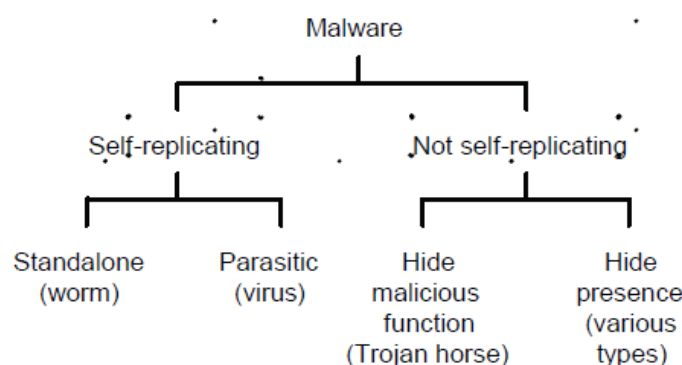 Malware
Self-replicating Not self-replicating
Standalone Parasitic Hide Hide
(worm) (virus) malicious presence
function (various
(Trojan horse) types)